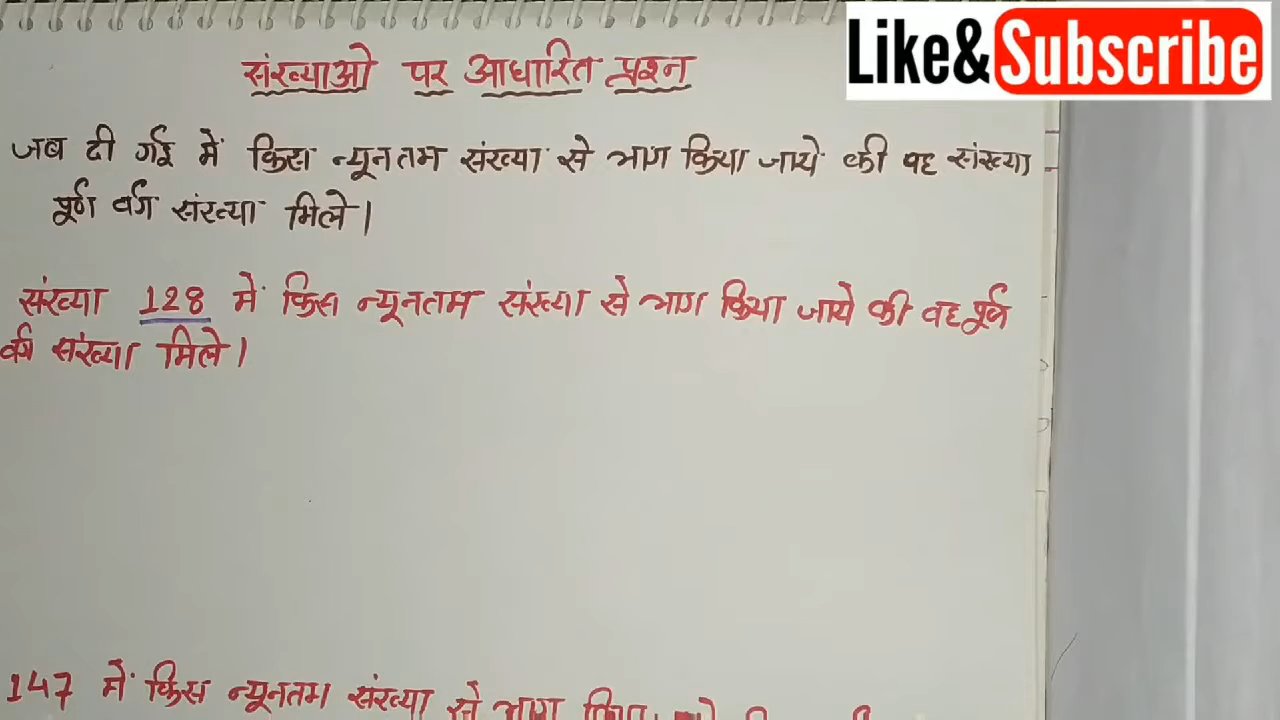 Like&Subscribe
संख्याओ पर आधारित प्रश्न
जब दी गई में किस न्यूनतम संख्या से भाग किया जाये की वह संख्या
पूर्ण वर्ग संख्या मिले।
संख्या 128 में किस न्यूनतम संख्या से भाग किया जाये की वह पूर्ण
वर्ग संख्या मिले।
147 में किस न्यूनतम संख्या से भाग